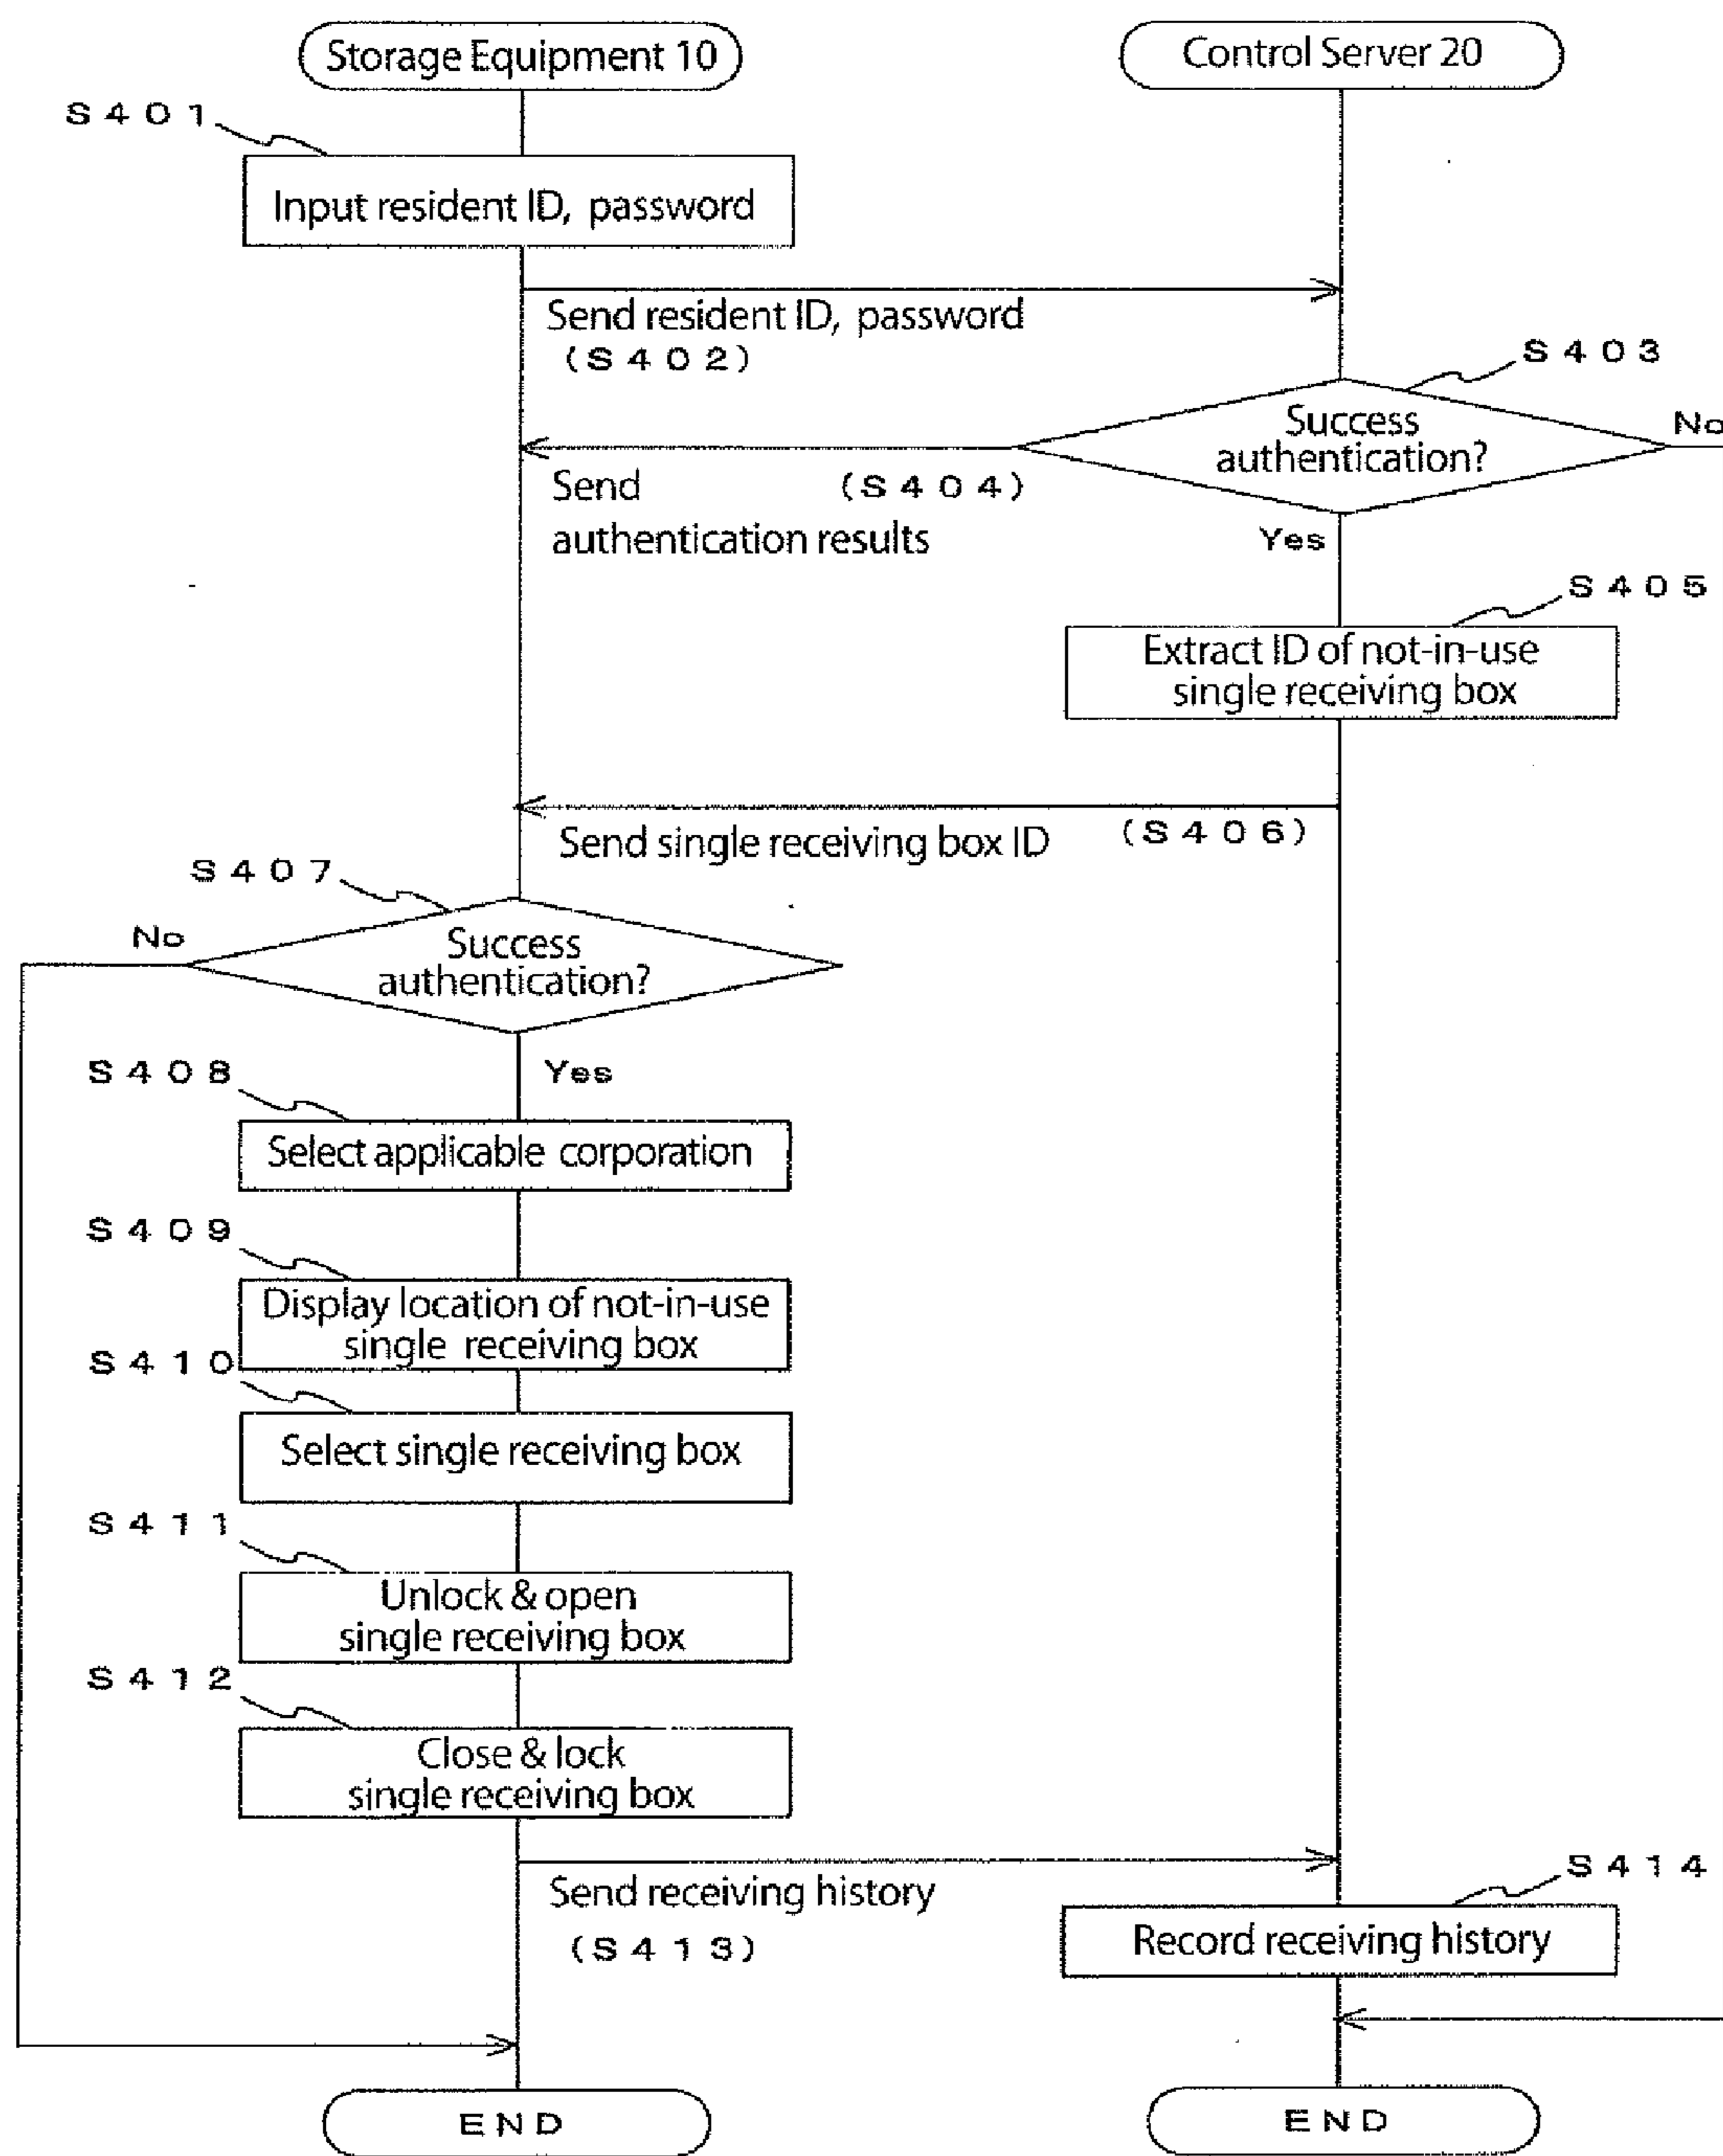 Storage Equipment 10
Control Server 20
S401
Input resident ID, password
Send resident ID, password
(S402)
S403
Success
authentication?
No
Send
authentication results
(S404)
Yes
S405
Extract ID of not-in-use
single receiving box
Send single receiving box ID
(S406)
S407
No
Success
authentication?
Yes
S408
Select applicable corporation
S409
Display location of not-in-use
single receiving box
S410
Select single receiving box
S411
Unlock & open
single receiving box
S412
Close & lock
single receiving box
Send receiving history
(S413)
S414
Record receiving history
END
END